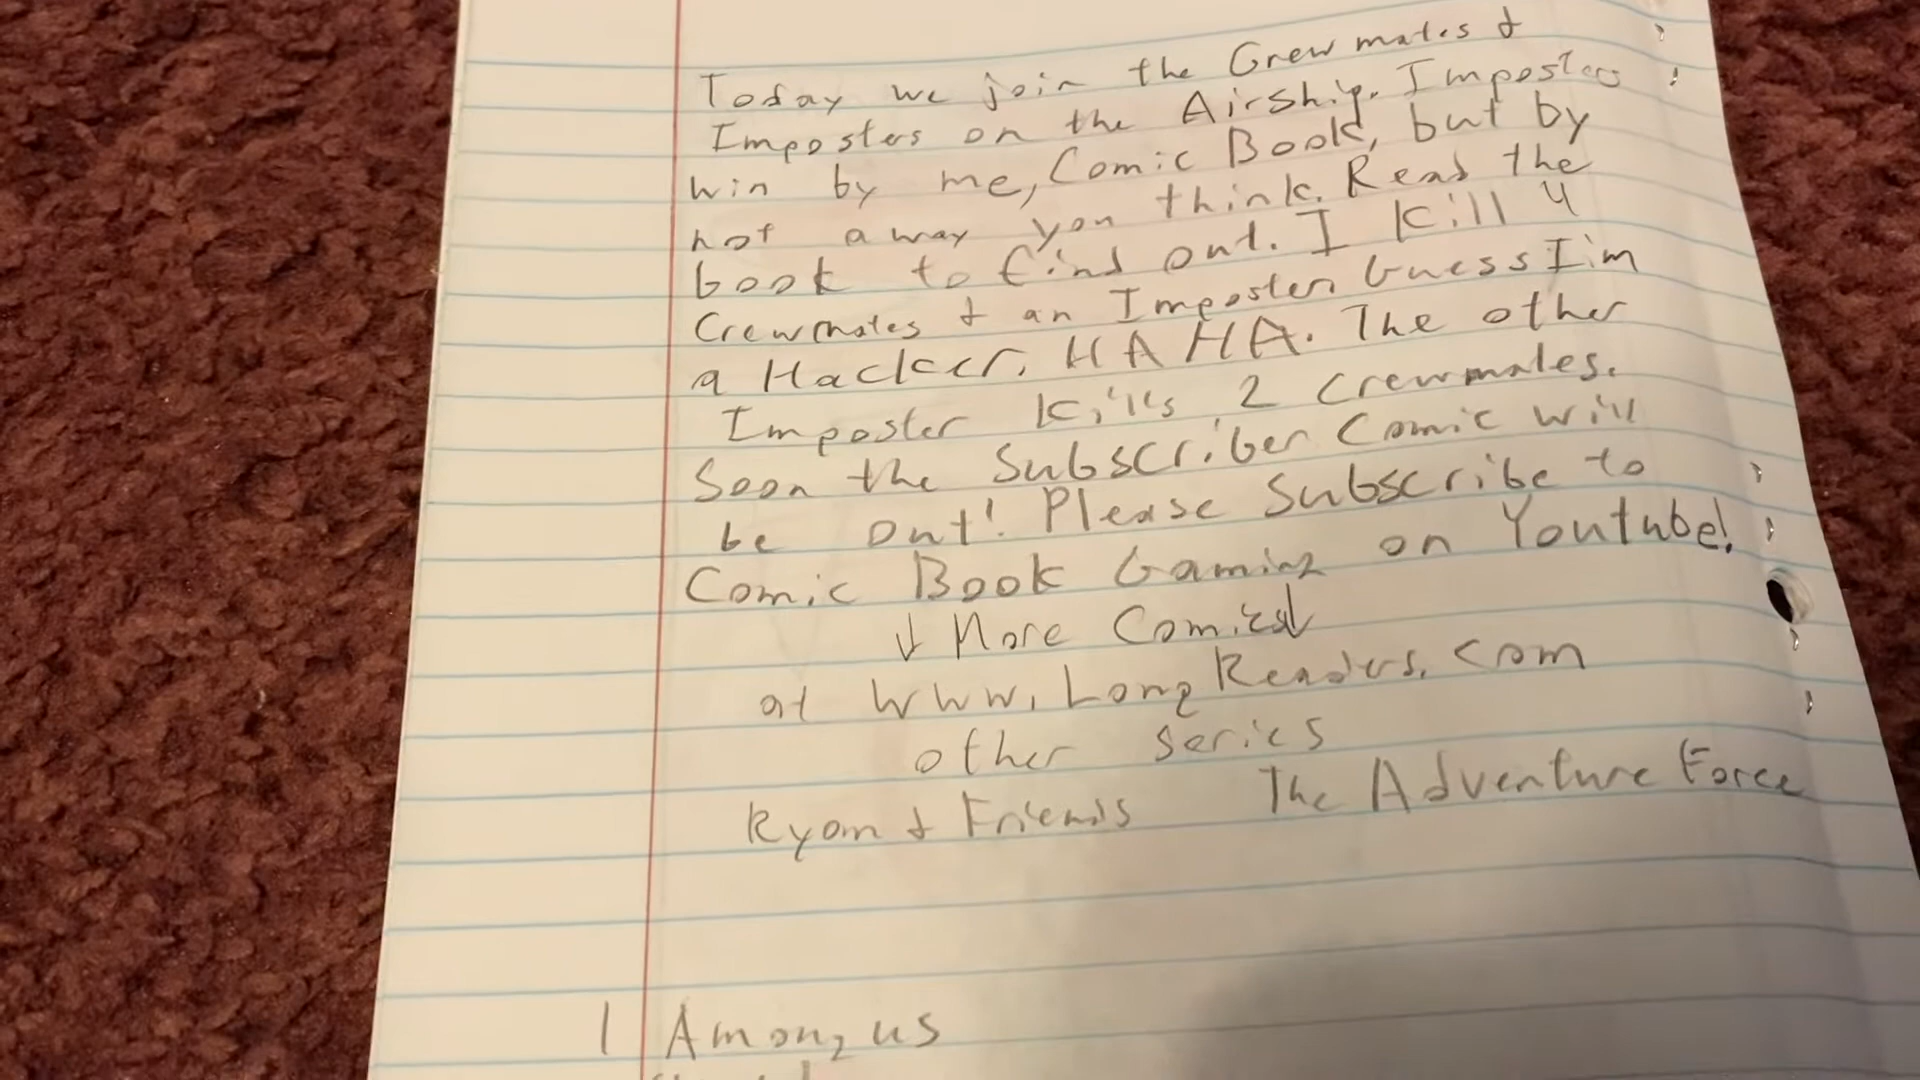 Today we join the Crewmates &
Imposters on the Airship. Imposters
win by me, Comic Book, but by
not a way you think. Read the
book to find out. I kill 4
Crewmates & an Imposter. Guess I'm
a Hacker. HAHA. The other
Imposter kills 2 crewmates.
Soon the Subscriber Comic will
be out! Please Subscribe to
Comic Book Gaming on Youtube!
↓ More Comics↓
at www.LongReaders.com
other series
Ryan & Friends The Adventure Force
1 Among us